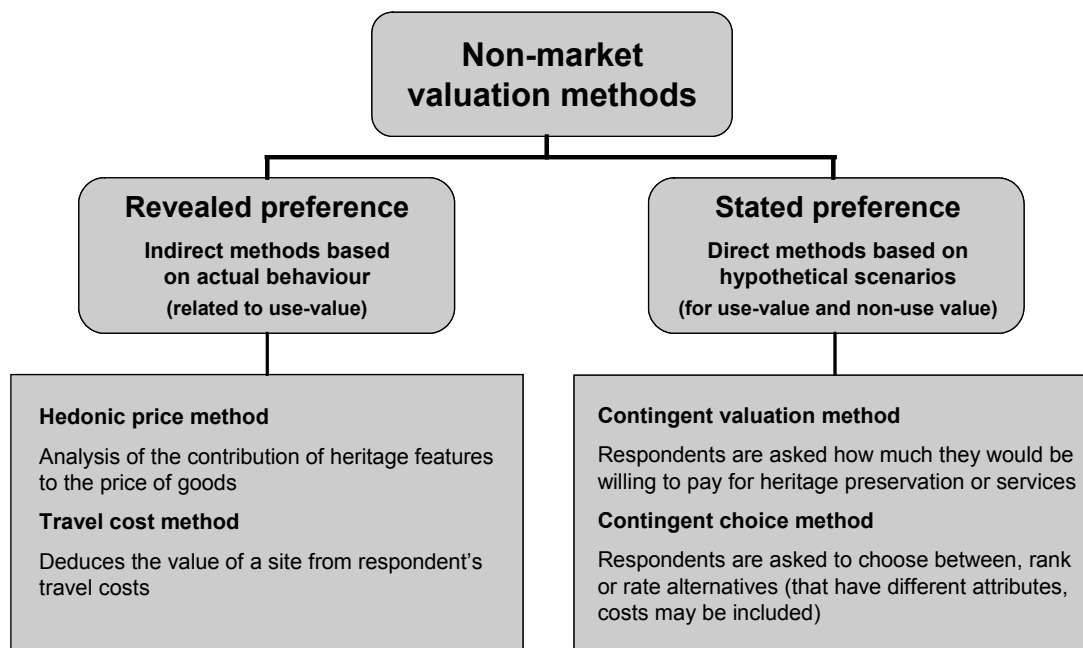 Non-market
valuation methods
Revealed preference
Indirect methods based
on actual behaviour
(related to use-value)
Stated preference
Direct methods based on
hypothetical scenarios
(for use-value and non-use value)
Hedonic price method
Analysis of the contribution of heritage features
to the price of goods
Travel cost method
Deduces the value of a site from respondent's
travel costs
Contingent valuation method
Respondents are asked how much they would be
willing to pay for heritage preservation or services
Contingent choice method
Respondents are asked to choose between, rank
or rate alternatives (that have different attributes,
costs may be included)